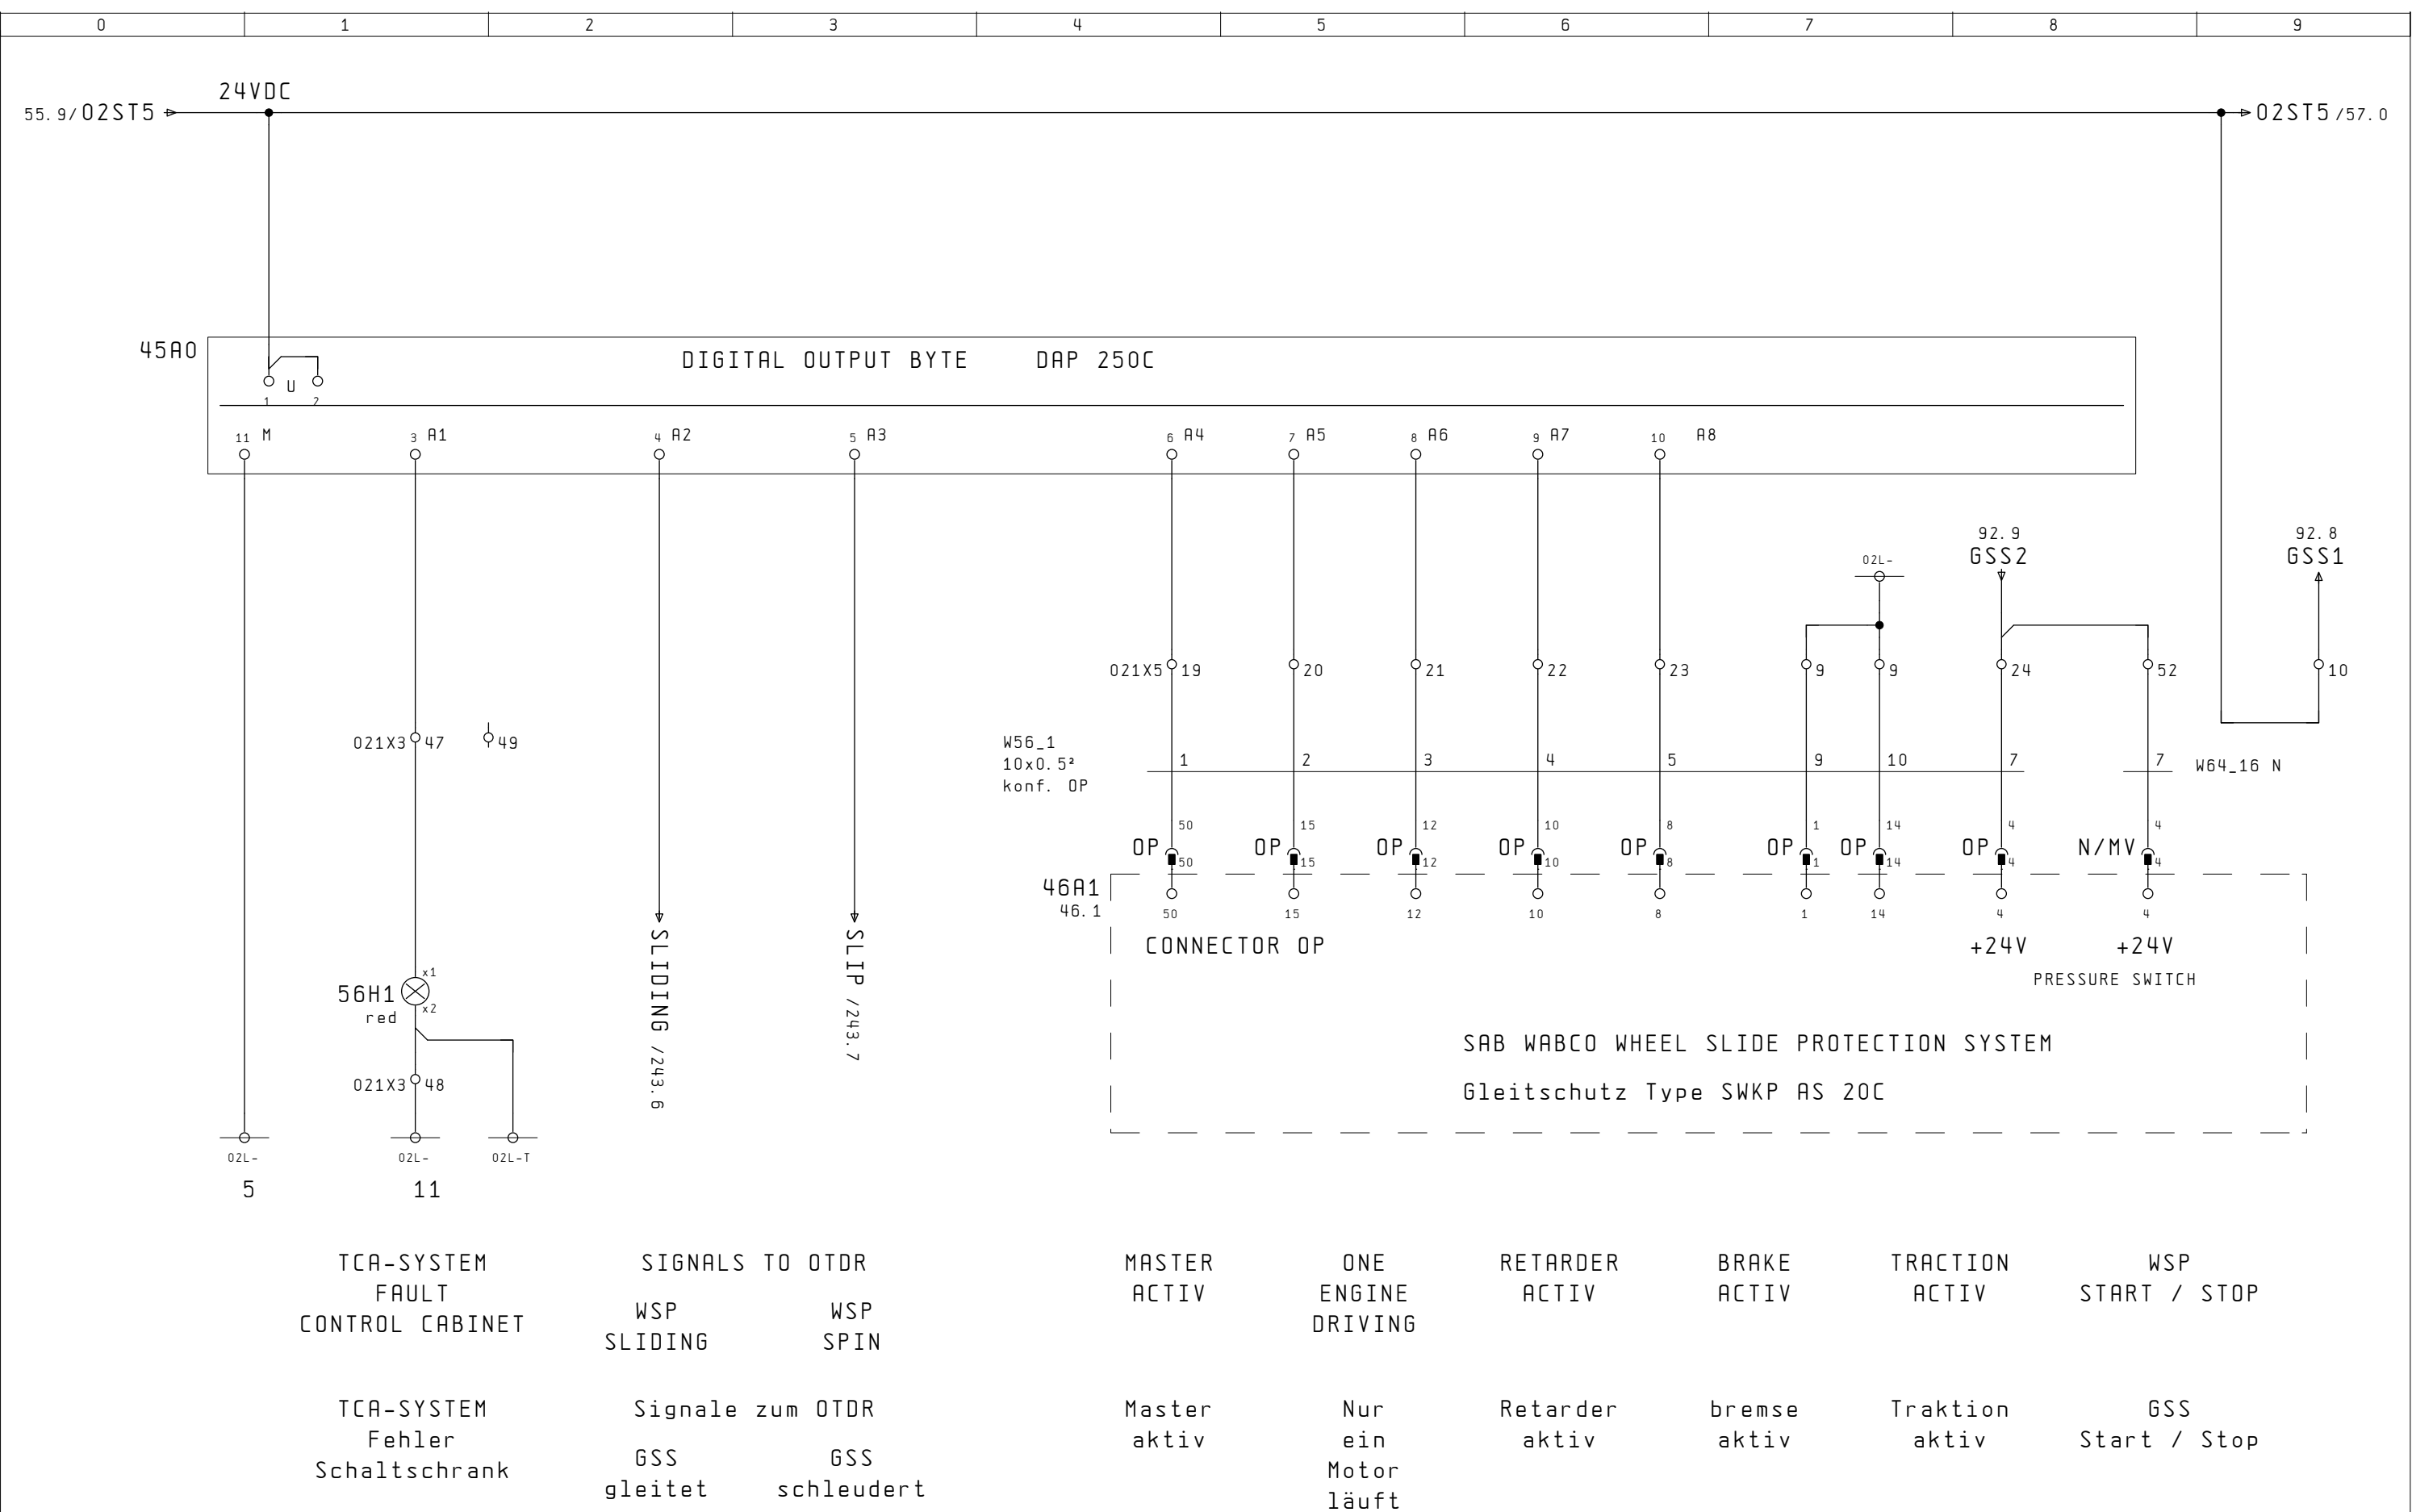 0 1 2 3 4 5 6 7 8 9
24VDC
55.9/02ST5
02ST5/57.0
45A0
DIGITAL OUTPUT BYTE DAP 250C
U
1 2
11 M 3 A1 4 A2 5 A3 6 A4 7 A5 8 A6 9 A7 10 A8
92.9 92.8
GSS2 GSS1
02L-
021X5 19 20 21 22 23 9 9 24 52 10
021X3 47 49
W56_1
10x0.5²
konf. OP
1 2 3 4 5 9 10 7 7
W64_16 N
50 15 12 10 8 1 14 4 4
OP OP OP OP OP OP OP OP N/MV
50 15 12 10 8 1 14 4 4
46A1
46.1
50 15 12 10 8 1 14 4 4
CONNECTOR OP
+24V +24V
PRESSURE SWITCH
SLIDING /243.6
SLIP /243.7
x1
56H1
x2
red
SAB WABCO WHEEL SLIDE PROTECTION SYSTEM
021X3 48
Gleitschutz Type SWKP AS 20C
02L- 02L- 02L-T
5 11
TCA-SYSTEM
FAULT
CONTROL CABINET
SIGNALS TO OTDR
WSP
SLIDING
WSP
SPIN
MASTER
ACTIV
ONE
ENGINE
DRIVING
RETARDER
ACTIV
BRAKE
ACTIV
TRACTION
ACTIV
WSP
START / STOP
TCA-SYSTEM
Fehler
Schaltschrank
Signale zum OTDR
GSS
gleitet
GSS
schleudert
Master
aktiv
Nur
ein
Motor
läuft
Retarder
aktiv
bremse
aktiv
Traktion
aktiv
GSS
Start / Stop